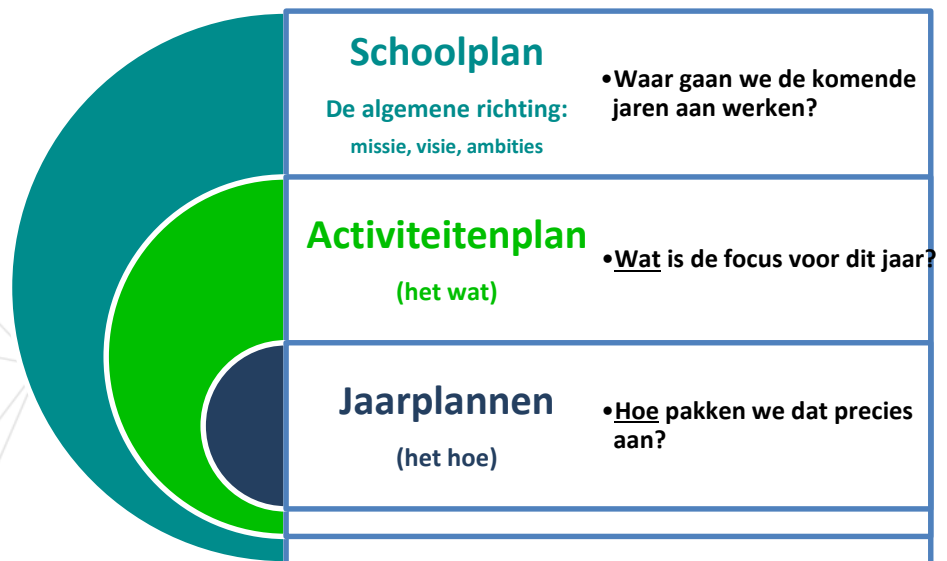 Schoolplan
De algemene richting:
missie, visie, ambities
•Waar gaan we de komende
jaren aan werken?
Activiteitenplan
(het wat)
•Wat is de focus voor dit jaar?
Jaarplannen
(het hoe)
•Hoe pakken we dat precies
aan?